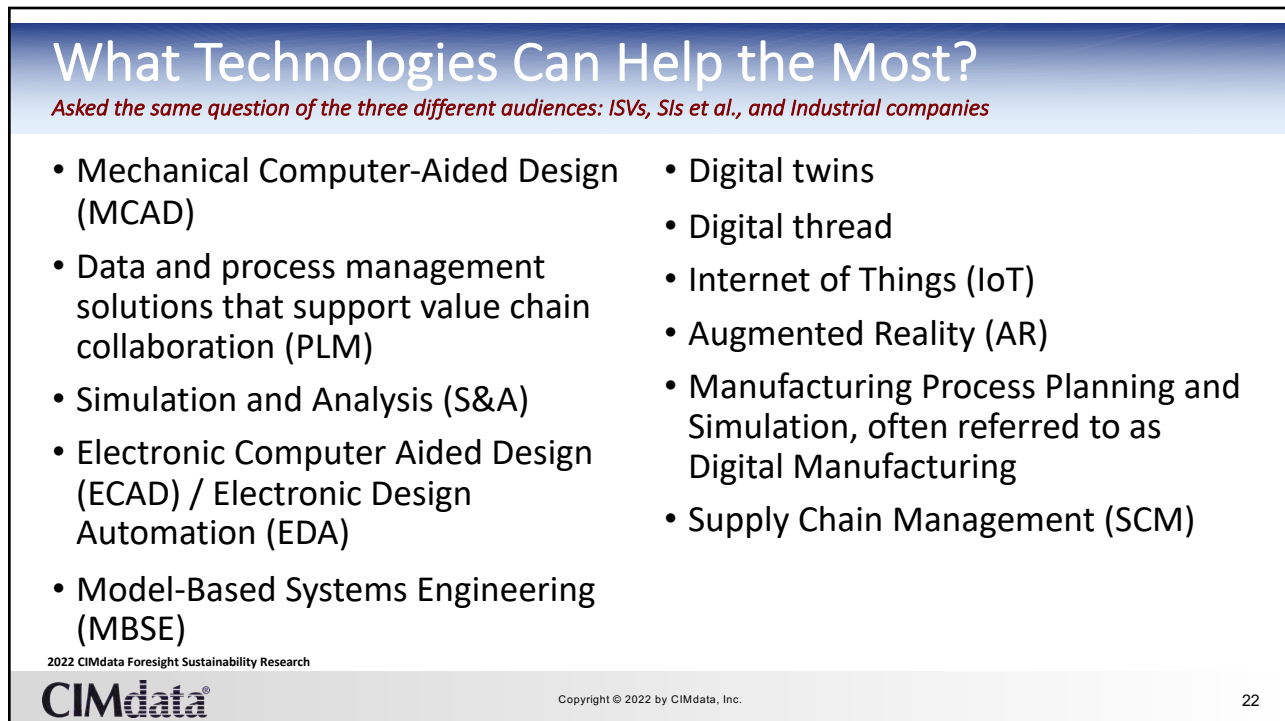 What Technologies Can Help the Most?
Asked the same question of the three different audiences: ISVs, SIs et al., and Industrial companies
• Mechanical Computer-Aided Design
(MCAD)
• Data and process management
solutions that support value chain
collaboration (PLM)
• Simulation and Analysis (S&A)
• Electronic Computer Aided Design
(ECAD) / Electronic Design
Automation (EDA)
• Model-Based Systems Engineering
(MBSE)
• Digital twins
• Digital thread
• Internet of Things (IoT)
• Augmented Reality (AR)
• Manufacturing Process Planning and
Simulation, often referred to as
Digital Manufacturing
• Supply Chain Management (SCM)
2022 CIMdata Foresight Sustainability Research
CIMdata®
Copyright © 2022 by CIMdata, Inc.
22